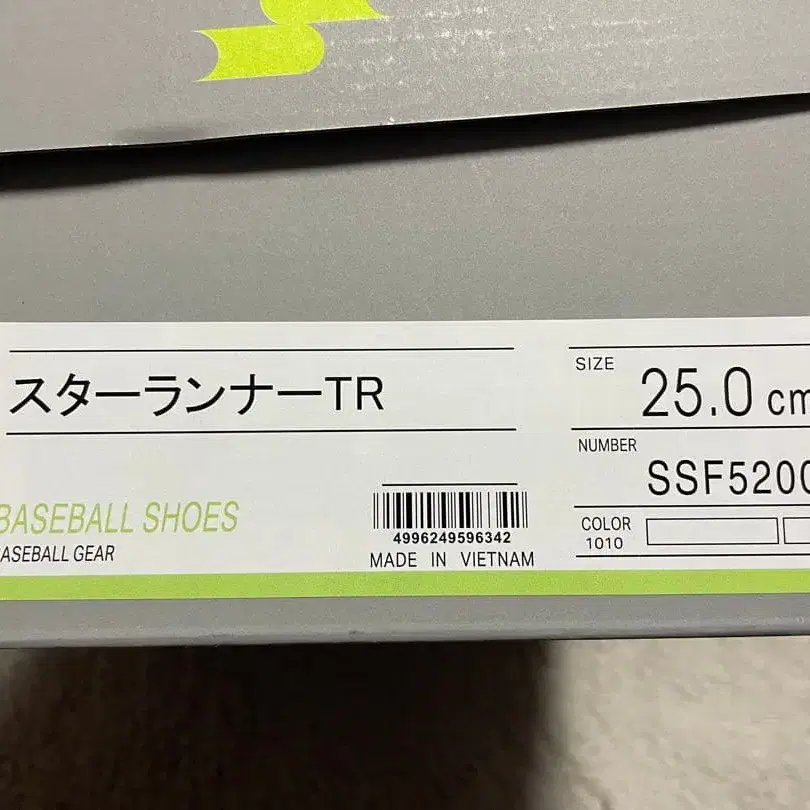 スターランナーTR
BASEBALL SHOES
BASEBALL GEAR
4996249596342
MADE IN VIETNAM
SIZE
25.0 cm
NUMBER
SSF5200
COLOR
1010